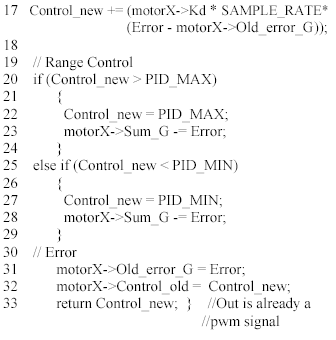 17 Control_new += (motorX->Kd * SAMPLE_RATE*
(Error - motorX->Old_error_G));
18
19 // Range Control
20 if (Control_new > PID_MAX)
21 {
22 Control_new = PID_MAX;
23 motorX->Sum_G -= Error;
24 }
25 else if (Control_new < PID_MIN)
26 {
27 Control_new = PID_MIN;
28 motorX->Sum_G -= Error;
29 }
30 // Error
31 motorX->Old_error_G = Error;
32 motorX->Control_old = Control_new;
33 return Control_new; } //Out is already a
//pwm signal